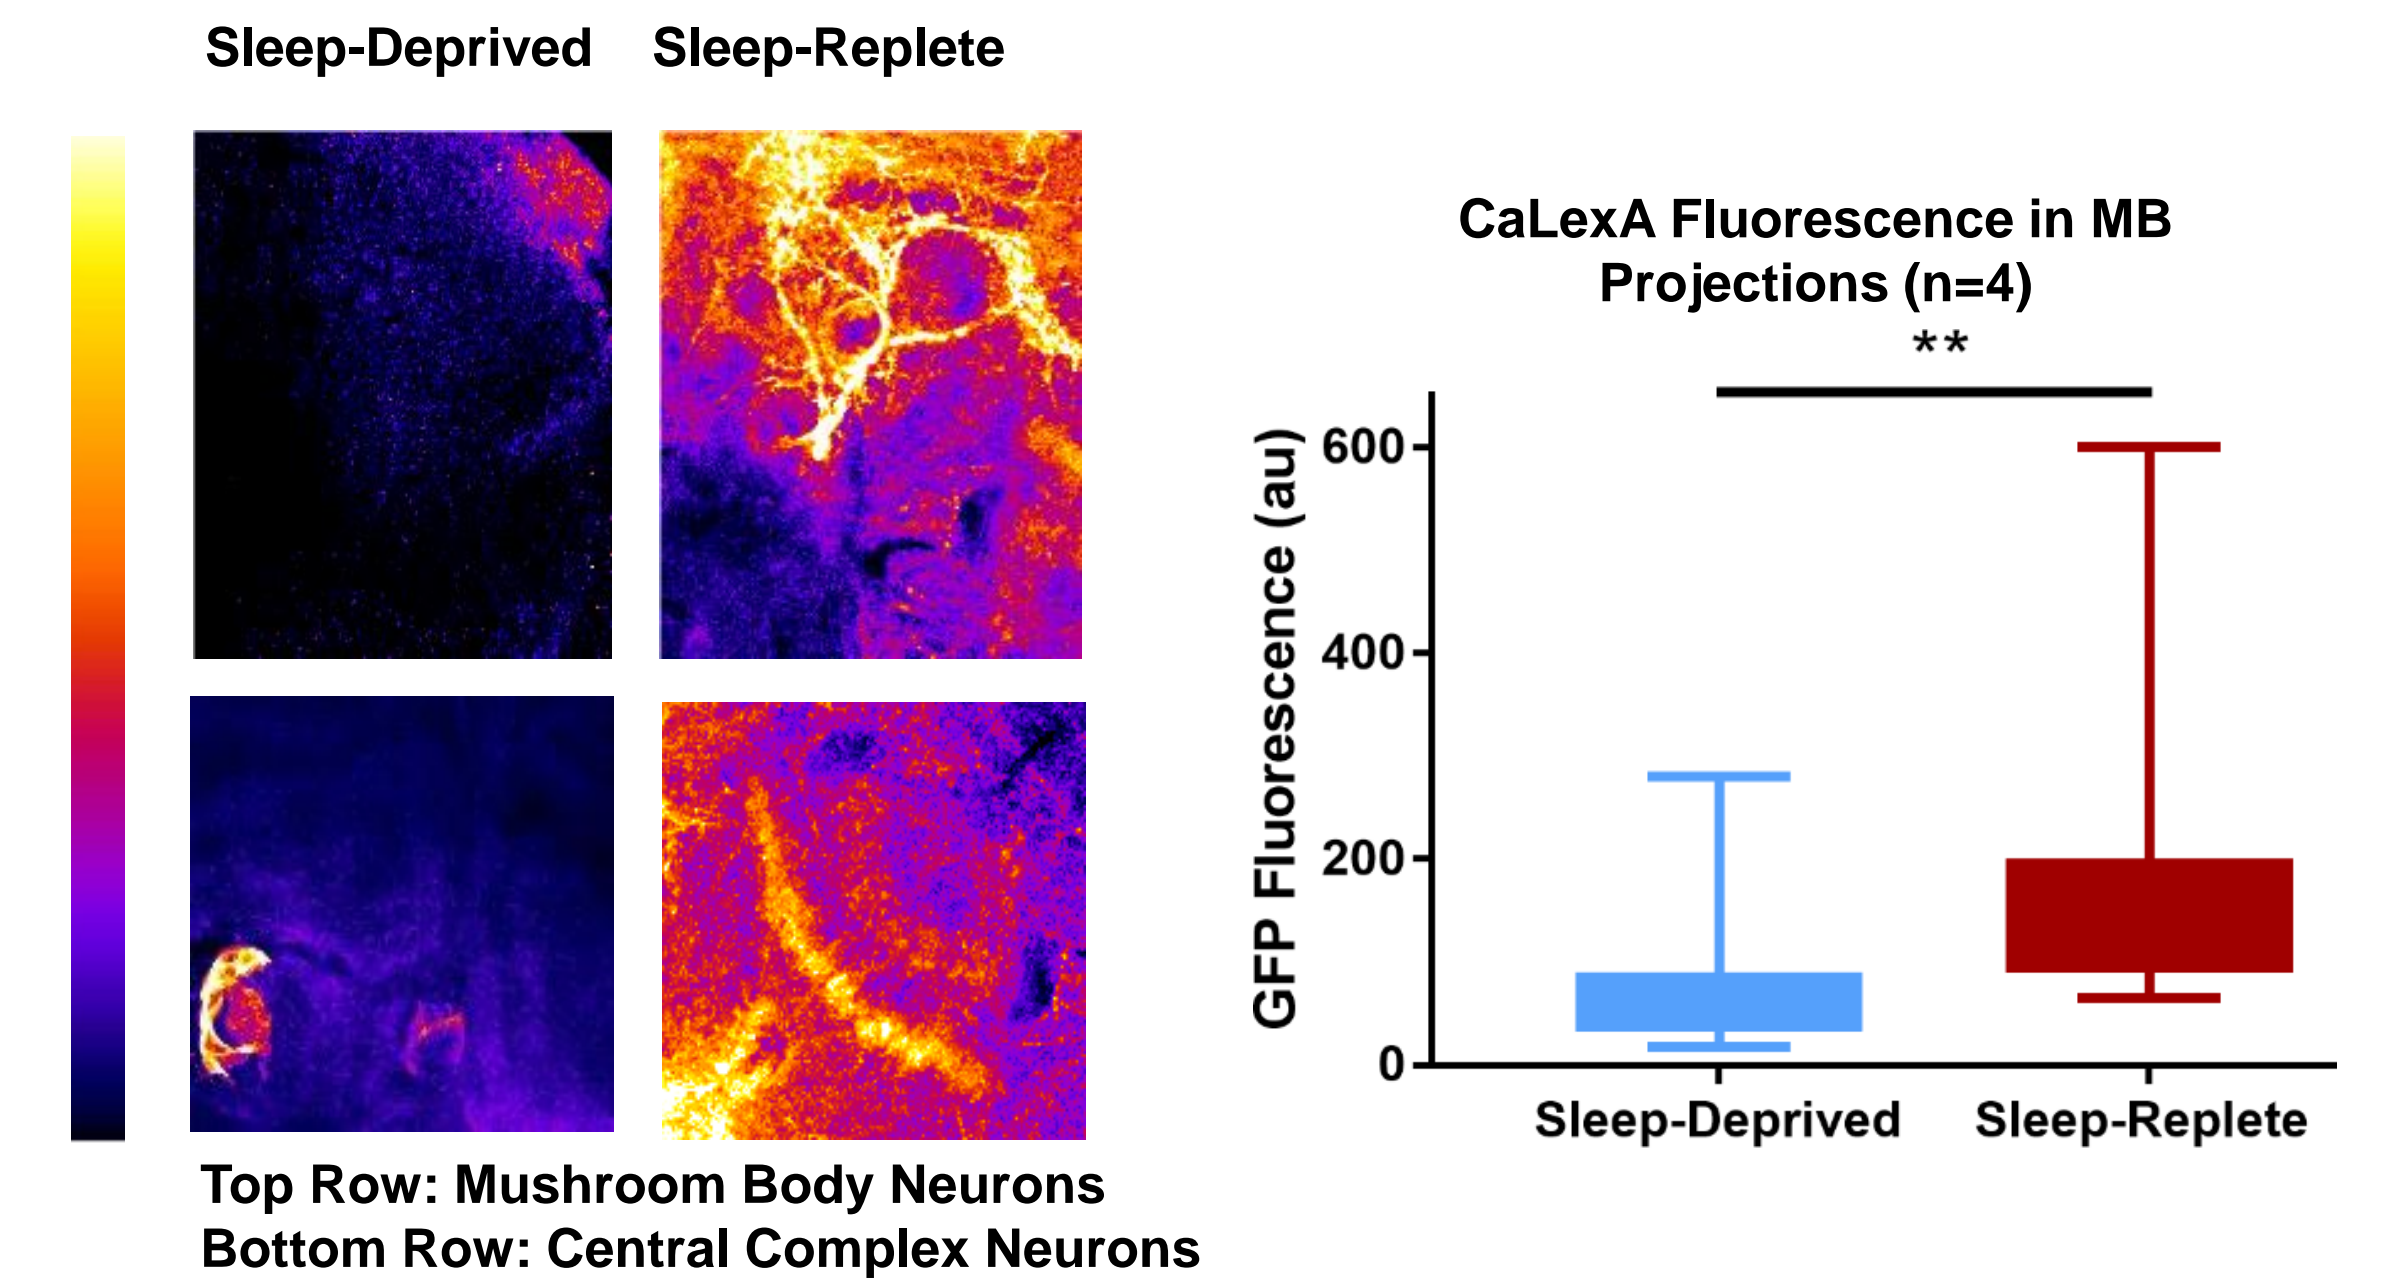 Sleep-Deprived Sleep-Replete
CaLexA Fluorescence in MB
Projections (n=4)
**
GFP Fluorescence (au)
600
400
200
0
Sleep-Deprived Sleep-Replete
Top Row: Mushroom Body Neurons
Bottom Row: Central Complex Neurons